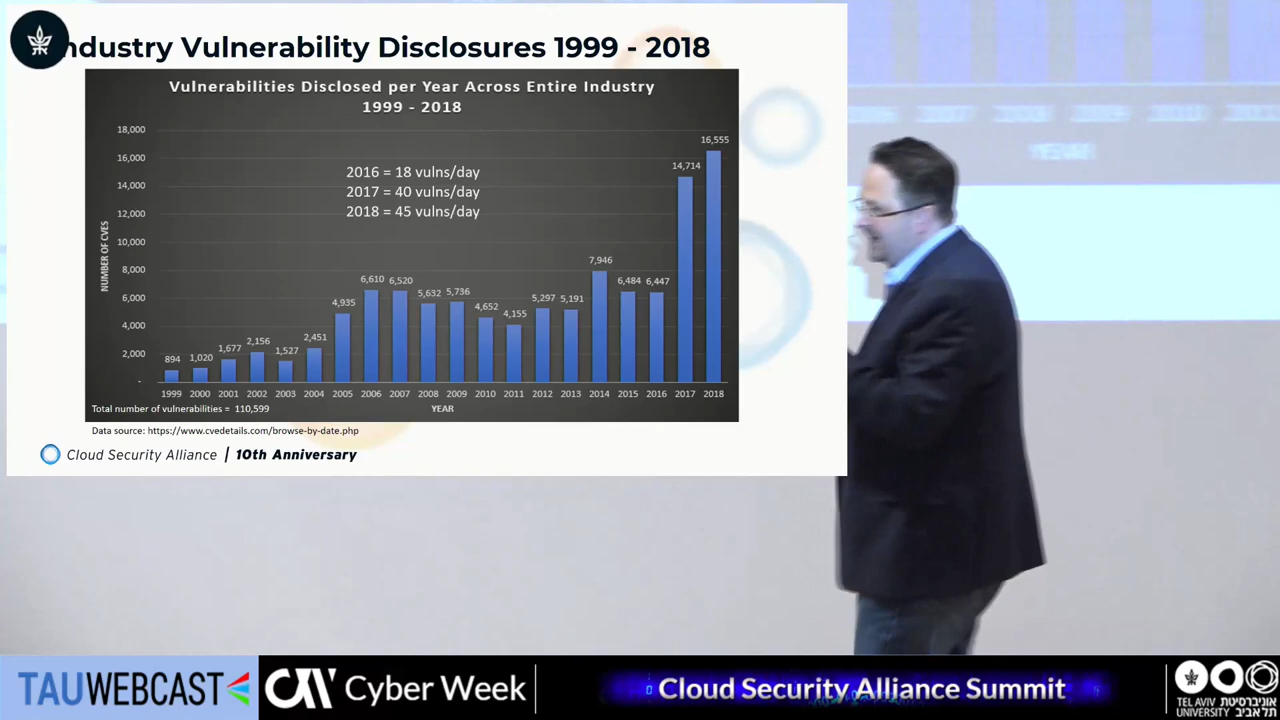 ndustry Vulnerability Disclosures 1999 - 2018
Vulnerabilities Disclosed per Year Across Entire Industry
1999 - 2018
18,000
16,000
14,000
12,000
10,000
8,000
6,000
4,000
2,000
-
NUMBER OF CVES
2016 = 18 vulns/day
2017 = 40 vulns/day
2018 = 45 vulns/day
894
1,020
1,677
2,156
1,527
2,451
4,935
6,610
6,520
5,632
5,736
4,652
4,155
5,297
5,191
7,946
6,484
6,447
14,714
16,555
1999 2000 2001 2002 2003 2004 2005 2006 2007 2008 2009 2010 2011 2012 2013 2014 2015 2016 2017 2018
YEAR
Total number of vulnerabilities = 110,599
Data source: https://www.cvedetails.com/browse-by-date.php
Cloud Security Alliance | 10th Anniversary
2007 2008 2009 2010
YEAR
TAUWEBCAST
Cyber Week
Cloud Security Alliance Summit
TEL AVIV אוניברסיטת
UNIVERSITY תל אביב